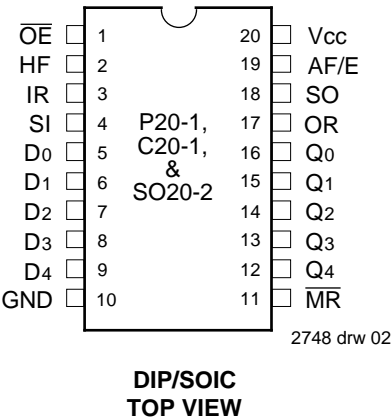 OE 1 20 Vcc
HF 2 19 AF/E
IR 3 18 SO
SI 4 P20-1, 17 OR
D0 5 C20-1, 16 Q0
D1 6 & 15 Q1
D2 7 SO20-2 14 Q2
D3 8 13 Q3
D4 9 12 Q4
GND 10 11 MR
2748 drw 02
DIP/SOIC
TOP VIEW